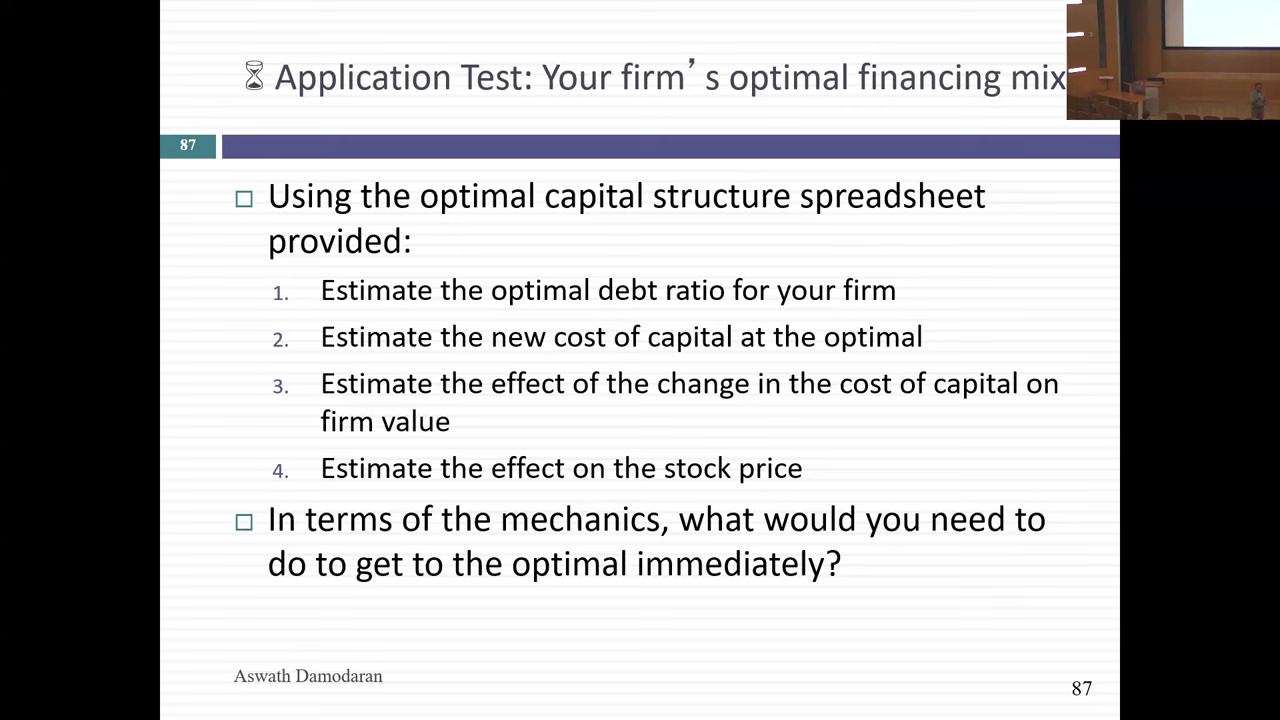 ⌛ Application Test: Your firm’s optimal financing mix
87
Using the optimal capital structure spreadsheet
provided:
1. Estimate the optimal debt ratio for your firm
2. Estimate the new cost of capital at the optimal
3. Estimate the effect of the change in the cost of capital on
firm value
4. Estimate the effect on the stock price
In terms of the mechanics, what would you need to
do to get to the optimal immediately?
Aswath Damodaran
87